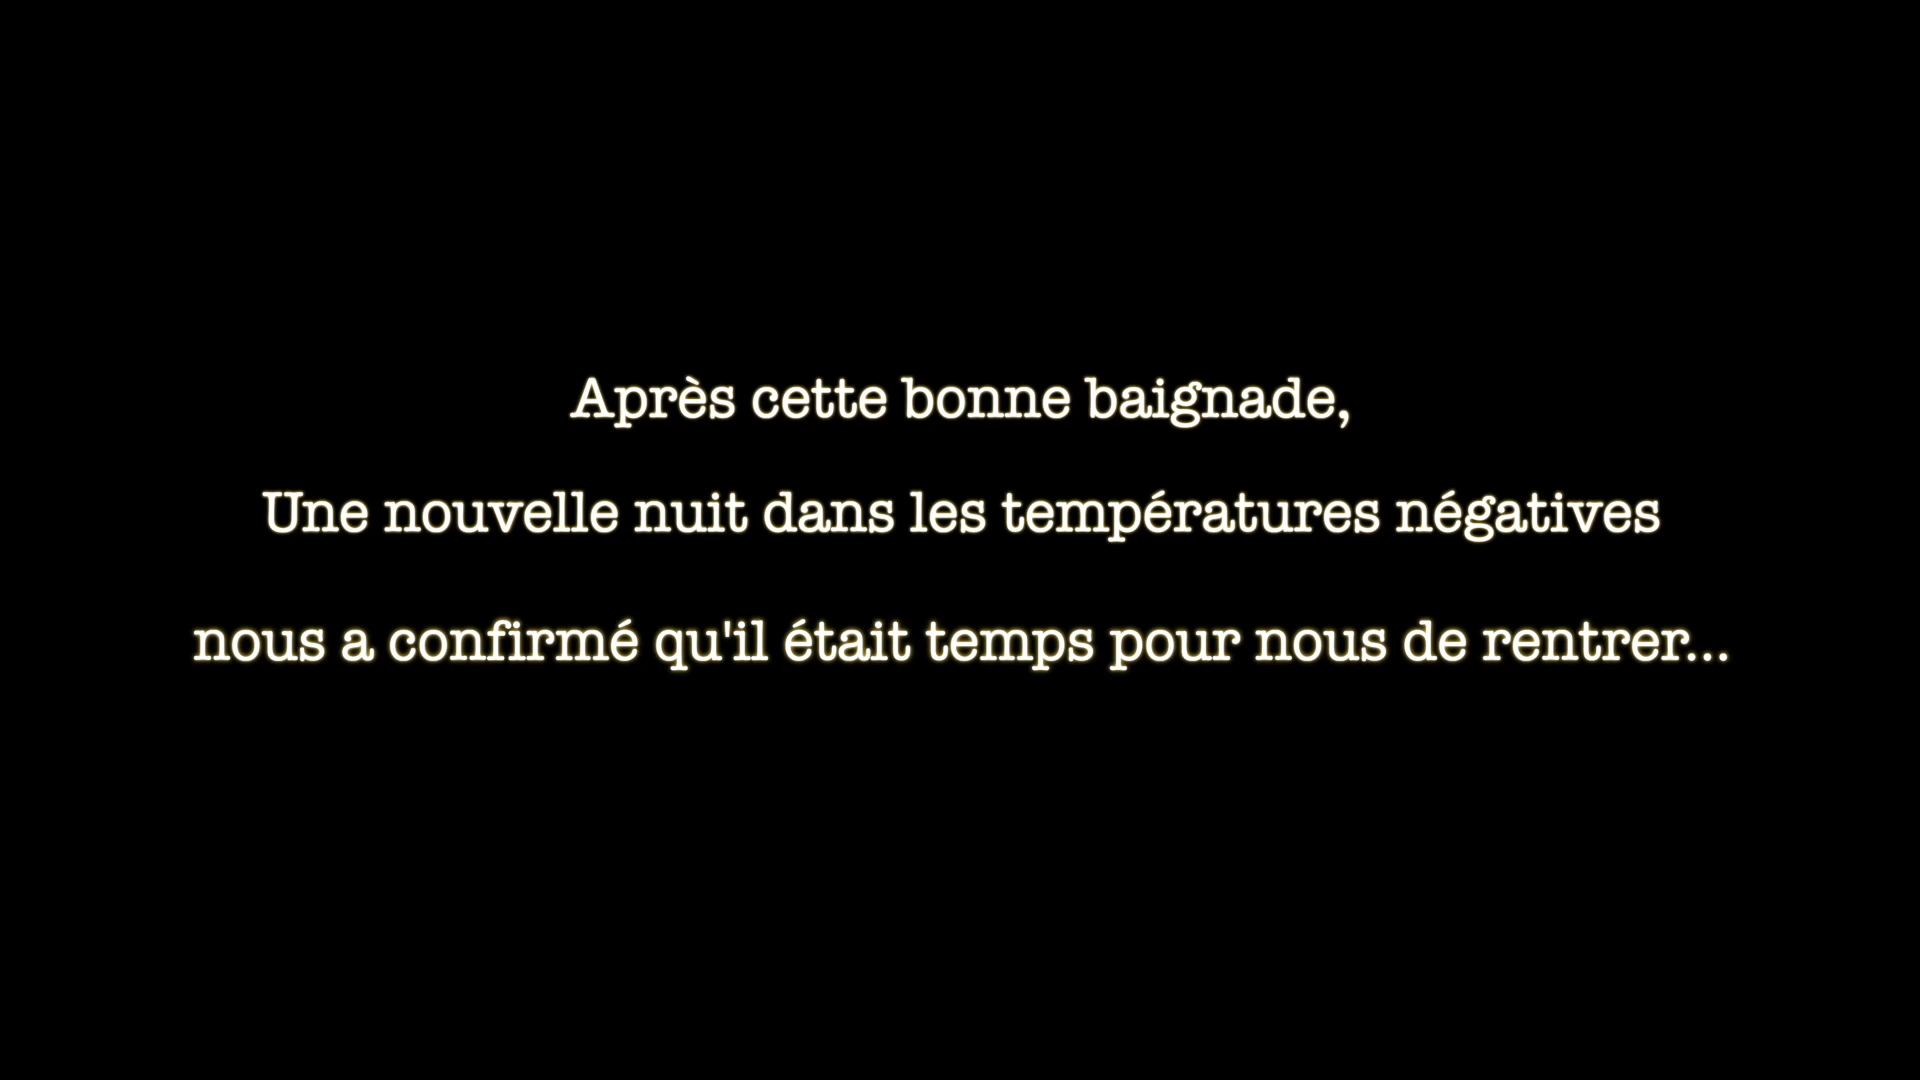 Après cette bonne baignade,
Une nouvelle nuit dans les températures négatives
nous a confirmé qu'il était temps pour nous de rentrer...